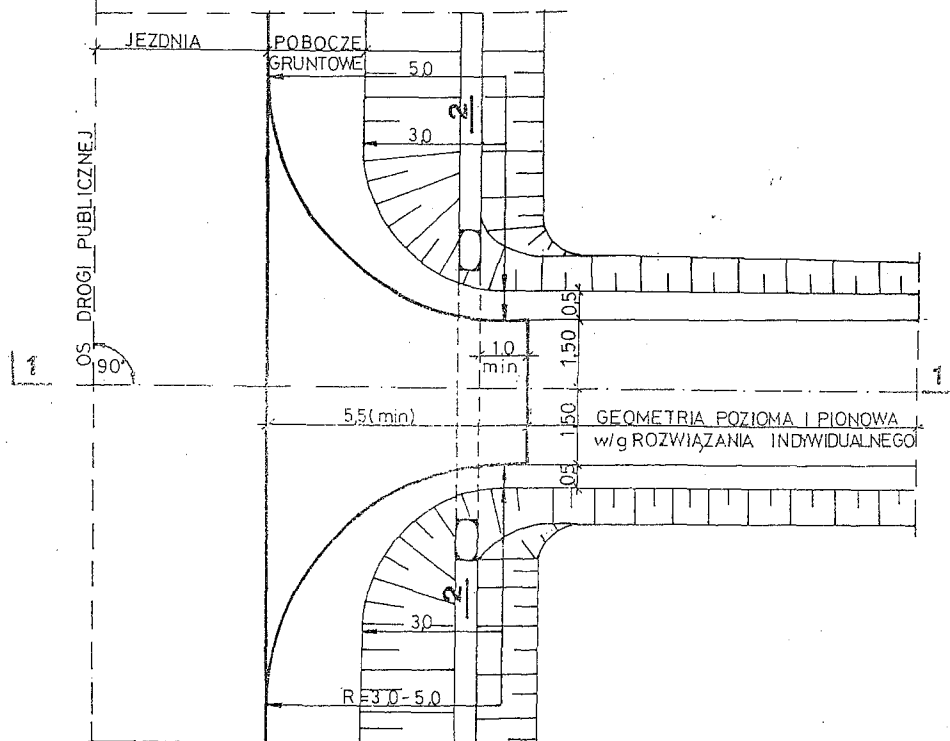 JEZDNIA
POBOCZE
GRUNTOWE
5,0
2
3,0
OŚ DROGI PUBLICZNEJ
90°
1
1
0,5
1,50
1,0
min
5,5(min)
1,50
GEOMETRIA POZIOMA I PIONOWA
w/g ROZWIĄZANIA INDYWIDUALNEGO
0,5
2
3,0
R=3,0-5,0